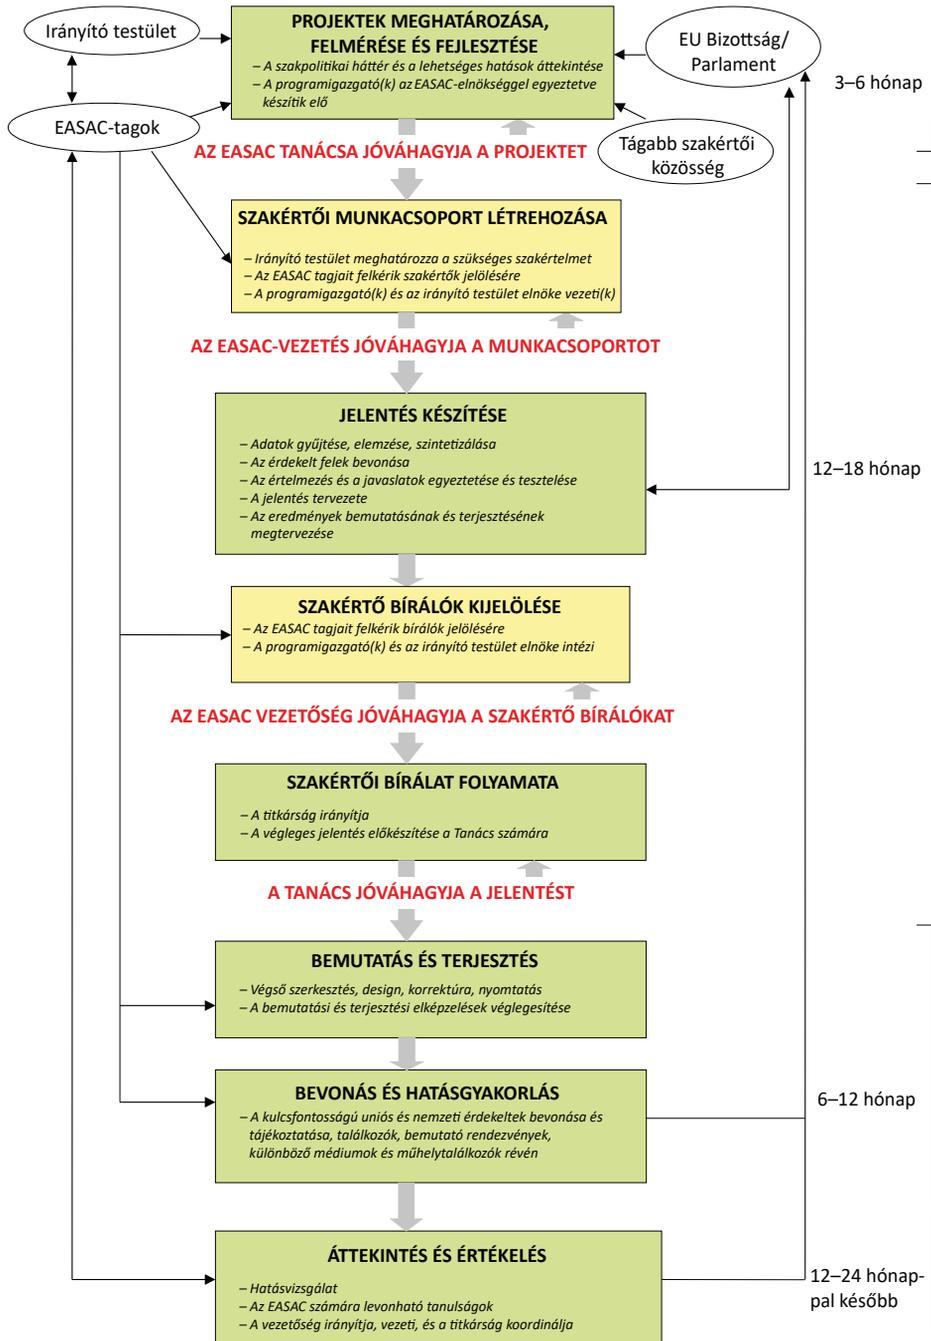 Irányító testület
EASAC-tagok
PROJEKTEK MEGHATÁROZÁSA,
FELMÉRÉSE ÉS FEJLESZTÉSE
– A szakpolitikai háttér és a lehetséges hatások áttekintése
– A programigazgató(k) az EASAC-elnökséggel egyeztetve
készítik elő
EU Bizottság/
Parlament
3–6 hónap
Tágabb szakértői
közösség
AZ EASAC TANÁCSA JÓVÁHAGYJA A PROJEKTET
SZAKÉRTŐI MUNKACSOPORT LÉTREHOZÁSA
– Irányító testület meghatározza a szükséges szakértelmet
– Az EASAC tagjait felkérik szakértők jelölésére
– A programigazgató(k) és az irányító testület elnöke vezeti(k)
AZ EASAC-VEZETÉS JÓVÁHAGYJA A MUNKACSOPORTOT
JELENTÉS KÉSZÍTÉSE
– Adatok gyűjtése, elemzése, szintetizálása
– Az érdekelt felek bevonása
– Az értelmezés és a javaslatok egyeztetése és tesztelése
– A jelentés tervezete
– Az eredmények bemutatásának és terjesztésének
megtervezése
12–18 hónap
SZAKÉRTŐ BÍRÁLÓK KIJELÖLÉSE
– Az EASAC tagjait felkérik bírálók jelölésére
– A programigazgató(k) és az irányító testület elnöke intézi
AZ EASAC VEZETŐSÉG JÓVÁHAGYJA A SZAKÉRTŐ BÍRÁLÓKAT
SZAKÉRTŐI BÍRÁLAT FOLYAMATA
– A titkárság irányítja
– A végleges jelentés előkészítése a Tanács számára
A TANÁCS JÓVÁHAGYJA A JELENTÉST
BEMUTATÁS ÉS TERJESZTÉS
– Végső szerkesztés, design, korrektúra, nyomtatás
– A bemutatási és terjesztési elképzelések véglegesítése
BEVONÁS ÉS HATÁSGYAKORLÁS
– A kulcsfontosságú uniós és nemzeti érdekeltek bevonása és
tájékoztatása, találkozók, bemutató rendezvények,
különböző médiumok és műhelytalálkozók révén
6–12 hónap
ÁTTEKINTÉS ÉS ÉRTÉKELÉS
– Hatásvizsgálat
– Az EASAC számára levonható tanulságok
– A vezetőség irányítja, vezeti, és a titkárság koordinálja
12–24 hónap-
pal később